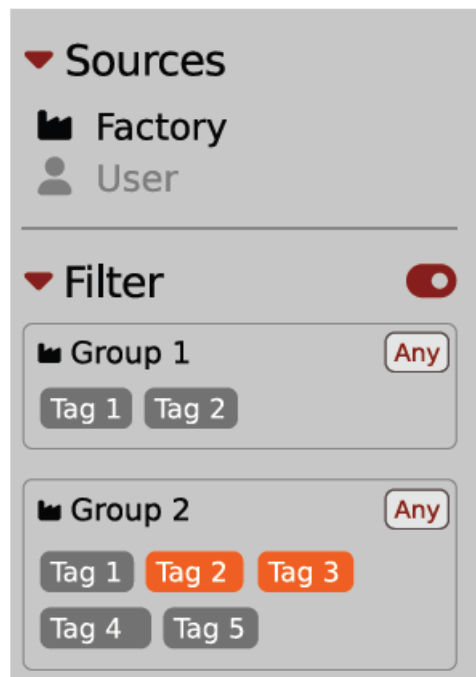 Sources
Factory
User
Filter
Group 1 Any
Tag 1 Tag 2
Group 2 Any
Tag 1 Tag 2 Tag 3
Tag 4 Tag 5